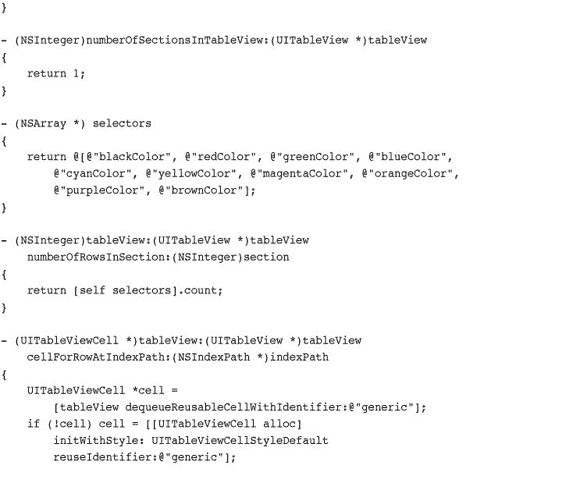 }
- (NSInteger)numberOfSectionsInTableView:(UITableView *)tableView
{
    return 1;
}
- (NSArray *) selectors
{
    return @[@"blackColor", @"redColor", @"greenColor", @"blueColor",
        @"cyanColor", @"yellowColor", @"magentaColor", @"orangeColor",
        @"purpleColor", @"brownColor"];
}
- (NSInteger)tableView:(UITableView *)tableView
    numberOfRowsInSection:(NSInteger)section
{
    return [self selectors].count;
}
- (UITableViewCell *)tableView:(UITableView *)tableView
    cellForRowAtIndexPath:(NSIndexPath *)indexPath
{
    UITableViewCell *cell =
        [tableView dequeueReusableCellWithIdentifier:@"generic"];
    if (!cell) cell = [[UITableViewCell alloc]
        initWithStyle: UITableViewCellStyleDefault
        reuseIdentifier:@"generic"];